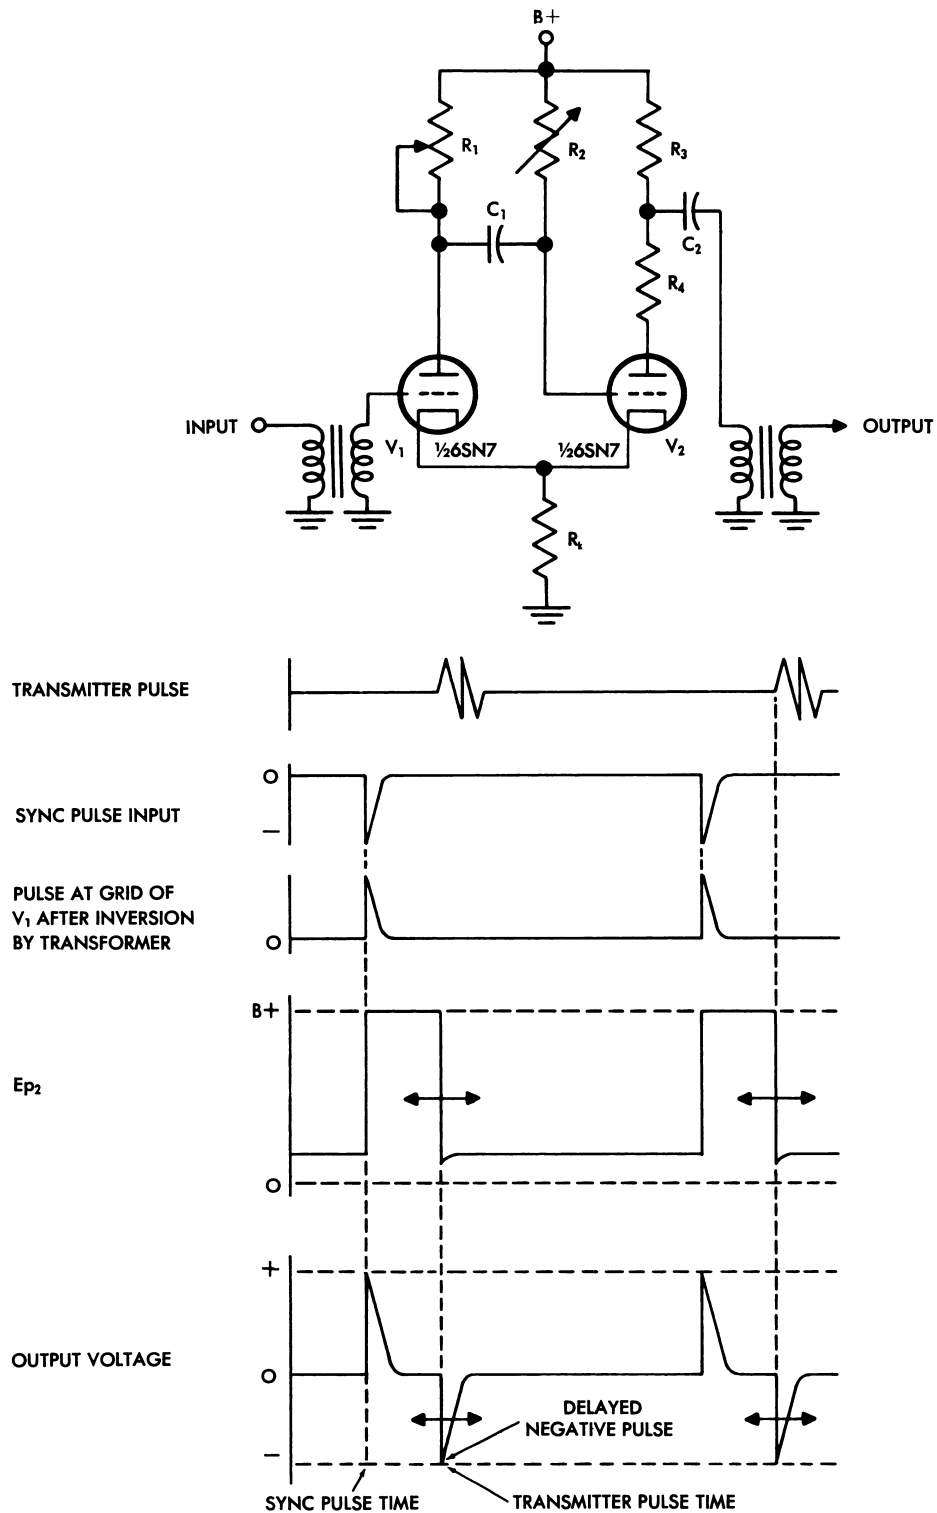 B+
R1
R2
R3
C1
C2
R4
INPUT
V1
½6SN7
½6SN7
V2
OUTPUT
Rk
TRANSMITTER PULSE
O
SYNC PULSE INPUT
–
PULSE AT GRID OF
V1 AFTER INVERSION
BY TRANSFORMER
O
B+
Ep2
O
+
OUTPUT VOLTAGE
O
DELAYED
NEGATIVE PULSE
–
SYNC PULSE TIME
TRANSMITTER PULSE TIME